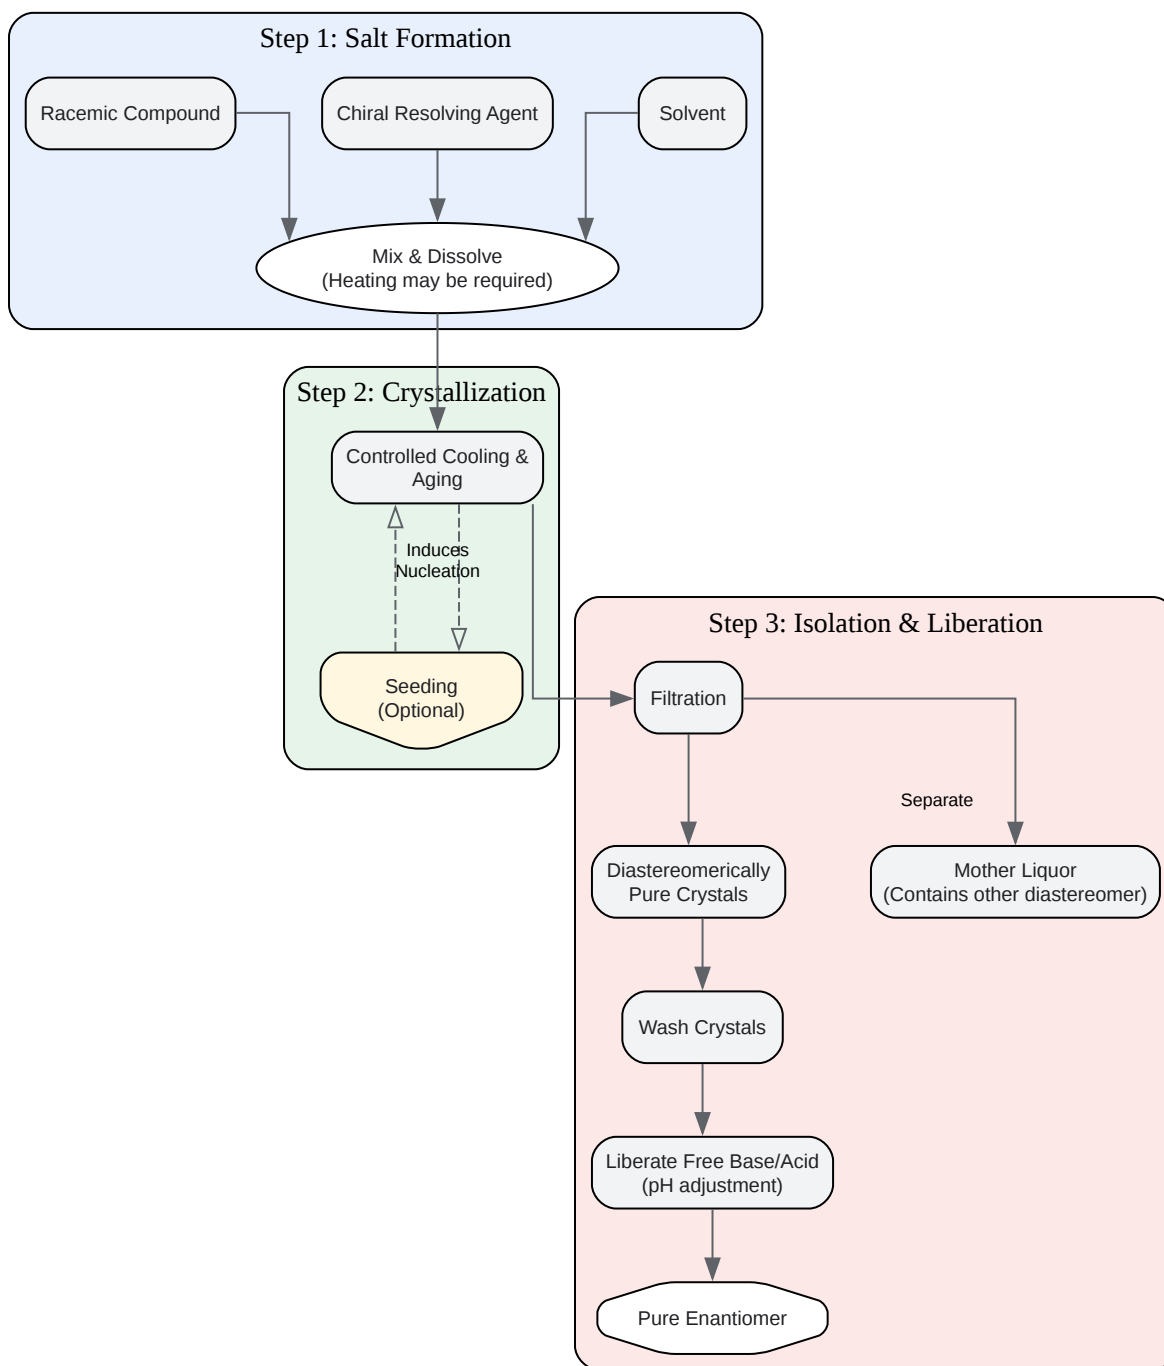 Step 1: Salt Formation
Racemic Compound
Chiral Resolving Agent
Solvent
Mix & Dissolve
(Heating may be required)
Step 2: Crystallization
Controlled Cooling &
Aging
Induces
Nucleation
Seeding
(Optional)
Step 3: Isolation & Liberation
Filtration
Separate
Diastereomerically
Pure Crystals
Mother Liquor
(Contains other diastereomer)
Wash Crystals
Liberate Free Base/Acid
(pH adjustment)
Pure Enantiomer